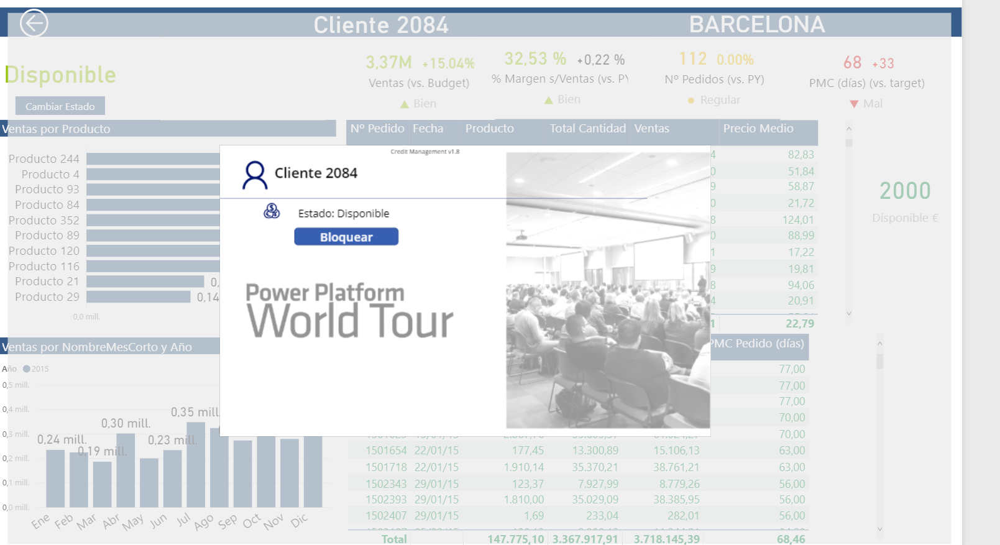 Cliente 2084
BARCELONA
Disponible
Cambiar Estado
3,37M +15.04%
Ventas (vs. Budget)
Bien
32,53 % +0,22 %
% Margen s/Ventas (vs. PY
Bien
112 0.00%
Nº Pedidos (vs. PY)
Regular
68 +33
PMC (días) (vs. target)
Mal
Ventas por Producto
Producto 244
Producto 4
Producto 93
Producto 84
Producto 352
Producto 89
Producto 120
Producto 116
Producto 21 0,
Producto 29 0,14
0,0 mill.
Nº Pedido Fecha Producto Total Cantidad Ventas Precio Medio
4 82,83
0 51,84
9 58,87
0 21,72
8 124,01
0 88,99
1 17,22
9 19,81
8 94,06
4 20,91
1 22,79
2000
Disponible €
Credit Management v1.8
Cliente 2084
Estado: Disponible
Bloquear
Power Platform
World Tour
Ventas por NombreMesCorto y Año
Año 2015
0,5 mill.
0,4 mill.
0,3 mill.
0,2 mill.
0,1 mill.
0,0 mill.
0,24 mill.
0,19 mill.
0,30 mill.
0,23 mill.
0,35 mill.
Ene Feb Mar Abr May Jun Jul Ago Sep Oct Nov Dic
PMC Pedido (días)
77,00
77,00
77,00
70,00
70,00
1501654 22/01/15 177,45 13.300,89 15.106,13 63,00
1501718 22/01/15 1.910,14 35.370,21 38.761,21 63,00
1502343 29/01/15 123,37 7.927,99 8.779,26 56,00
1502393 29/01/15 1.810,00 35.029,09 38.385,95 56,00
1502407 29/01/15 1,69 233,04 282,01 56,00
Total 147.775,10 3.367.917,91 3.718.145,39 68,46